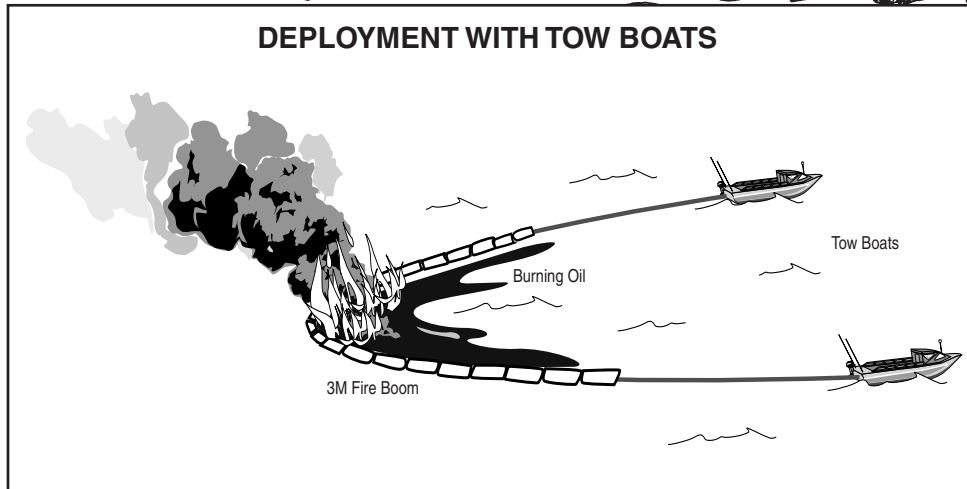 DEPLOYMENT WITH TOW BOATS
Tow Boats
Burning Oil
3M Fire Boom